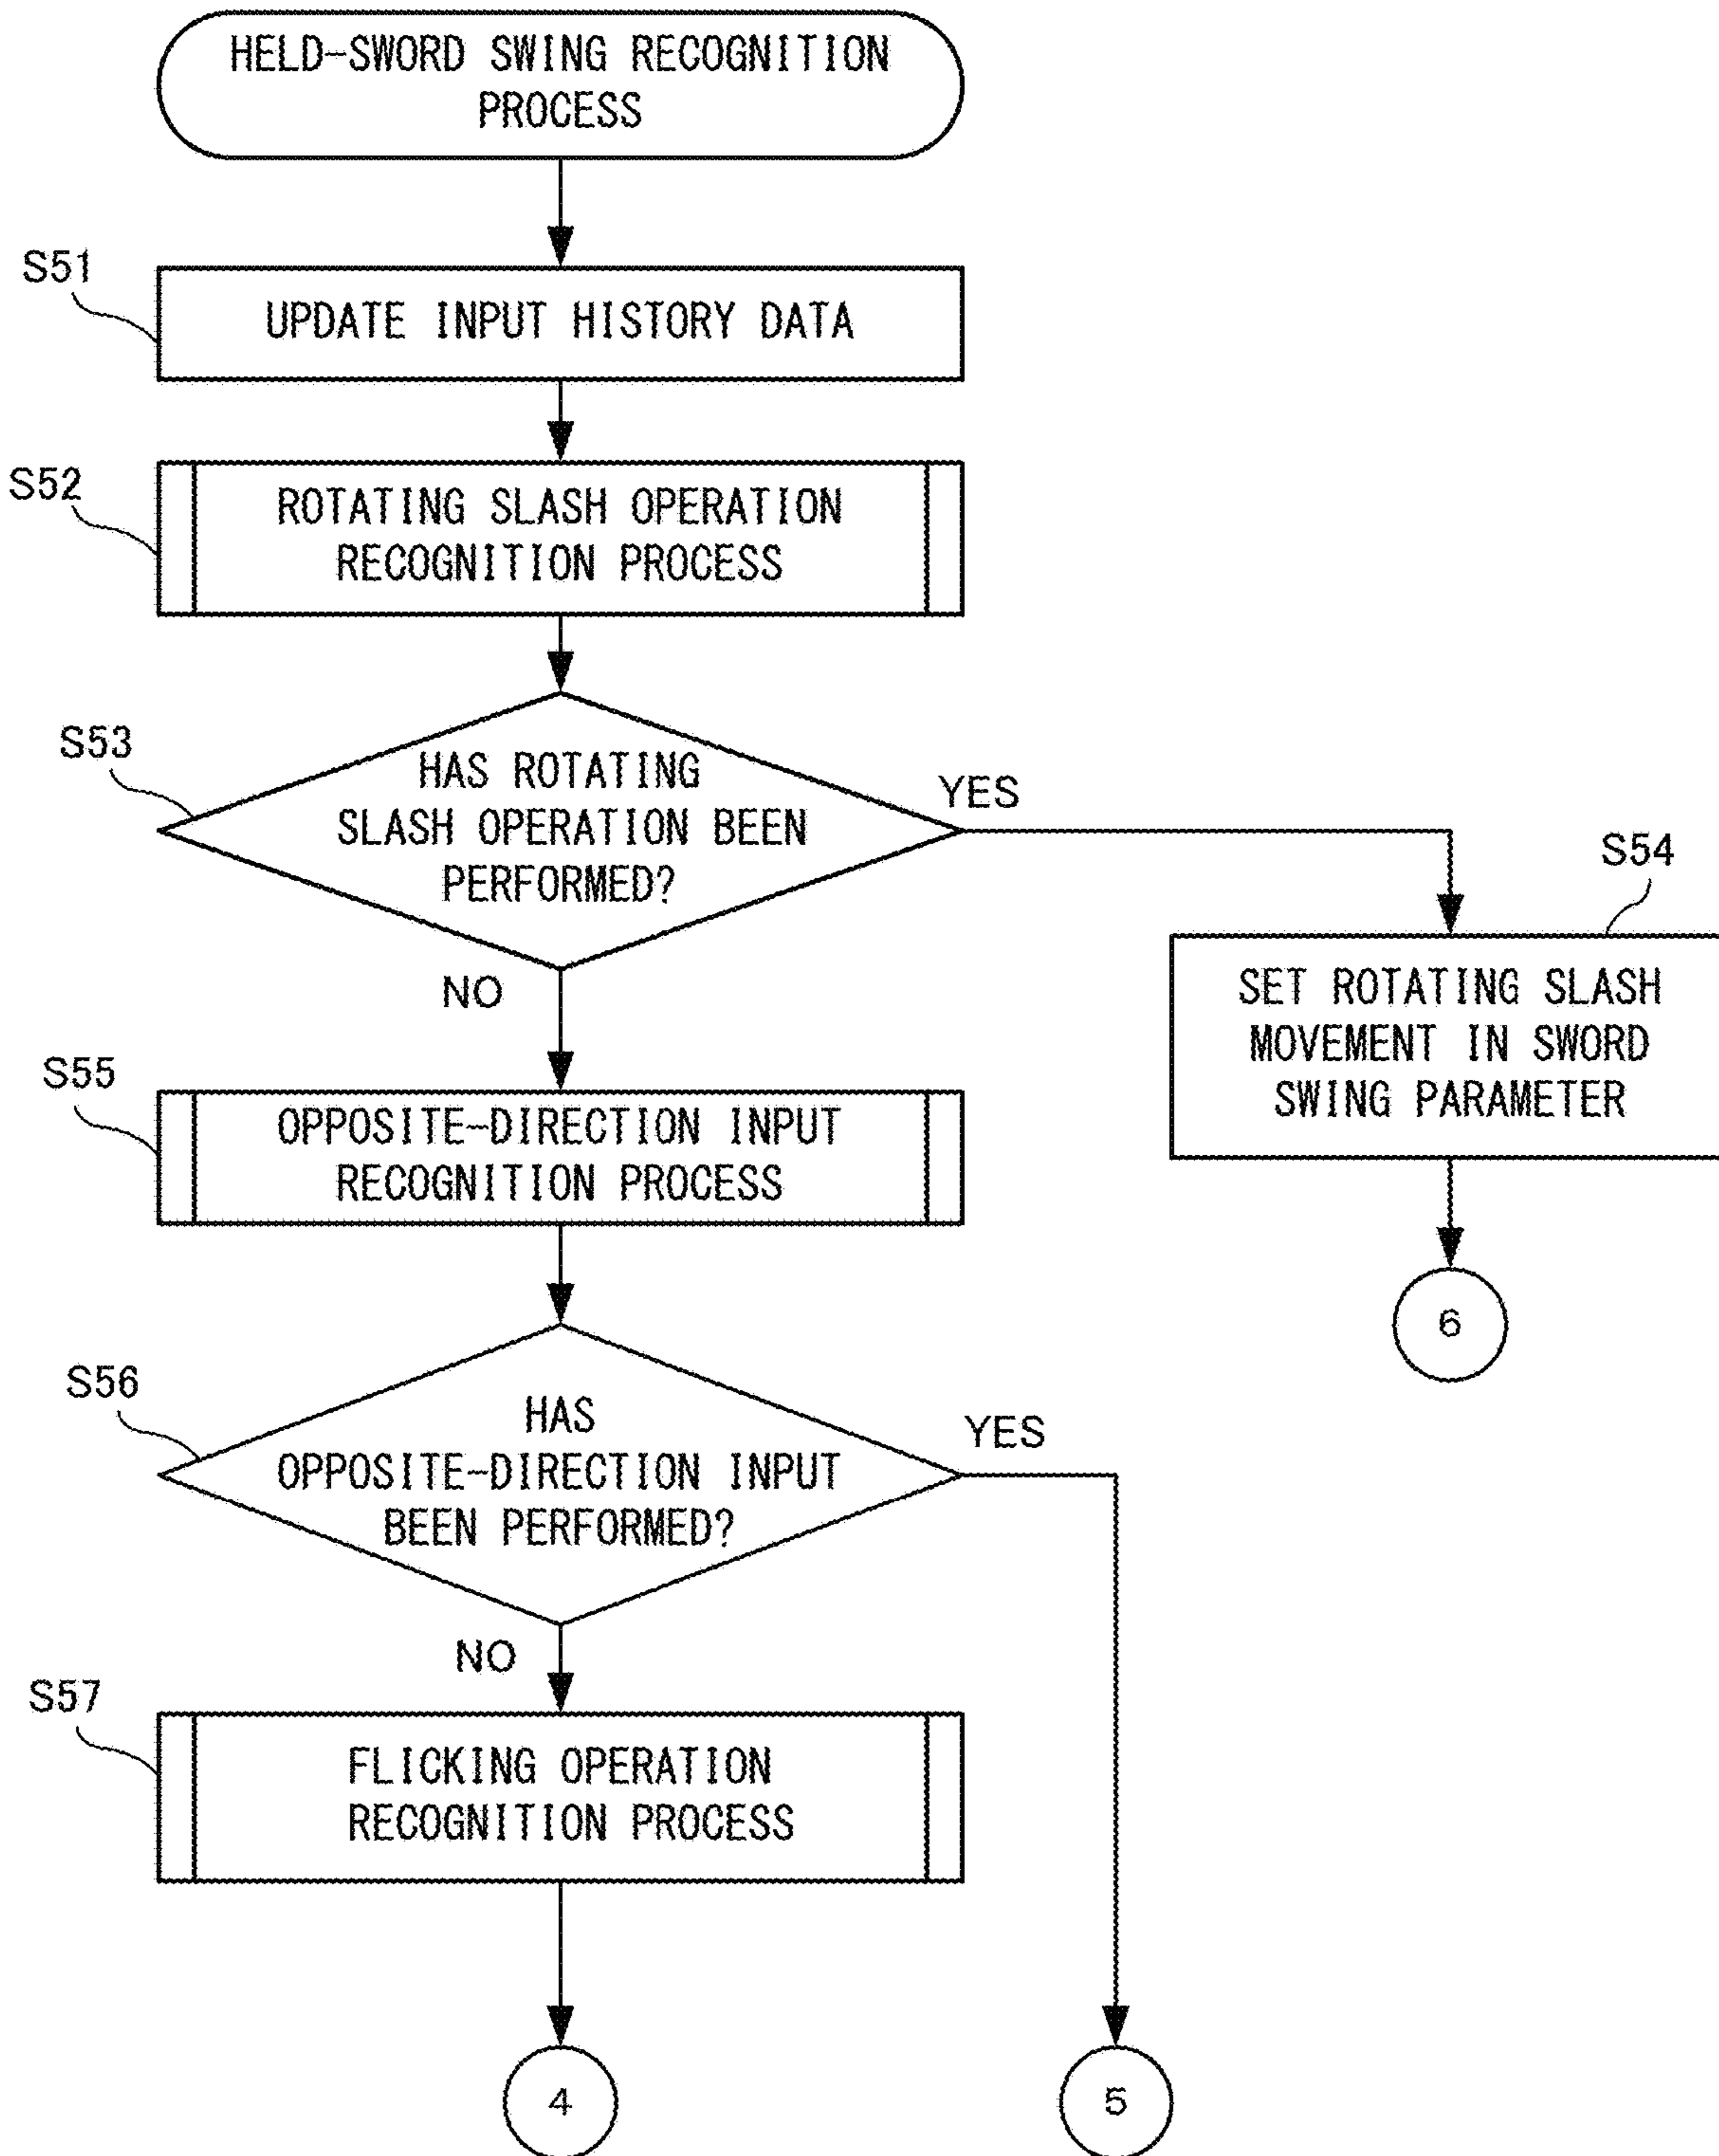 HELD-SWORD SWING RECOGNITION
PROCESS
S51
UPDATE INPUT HISTORY DATA
S52
ROTATING SLASH OPERATION
RECOGNITION PROCESS
S53
HAS ROTATING
SLASH OPERATION BEEN
PERFORMED?
YES
S54
SET ROTATING SLASH
MOVEMENT IN SWORD
SWING PARAMETER
6
NO
S55
OPPOSITE-DIRECTION INPUT
RECOGNITION PROCESS
S56
HAS
OPPOSITE-DIRECTION INPUT
BEEN PERFORMED?
YES
NO
S57
FLICKING OPERATION
RECOGNITION PROCESS
4
5